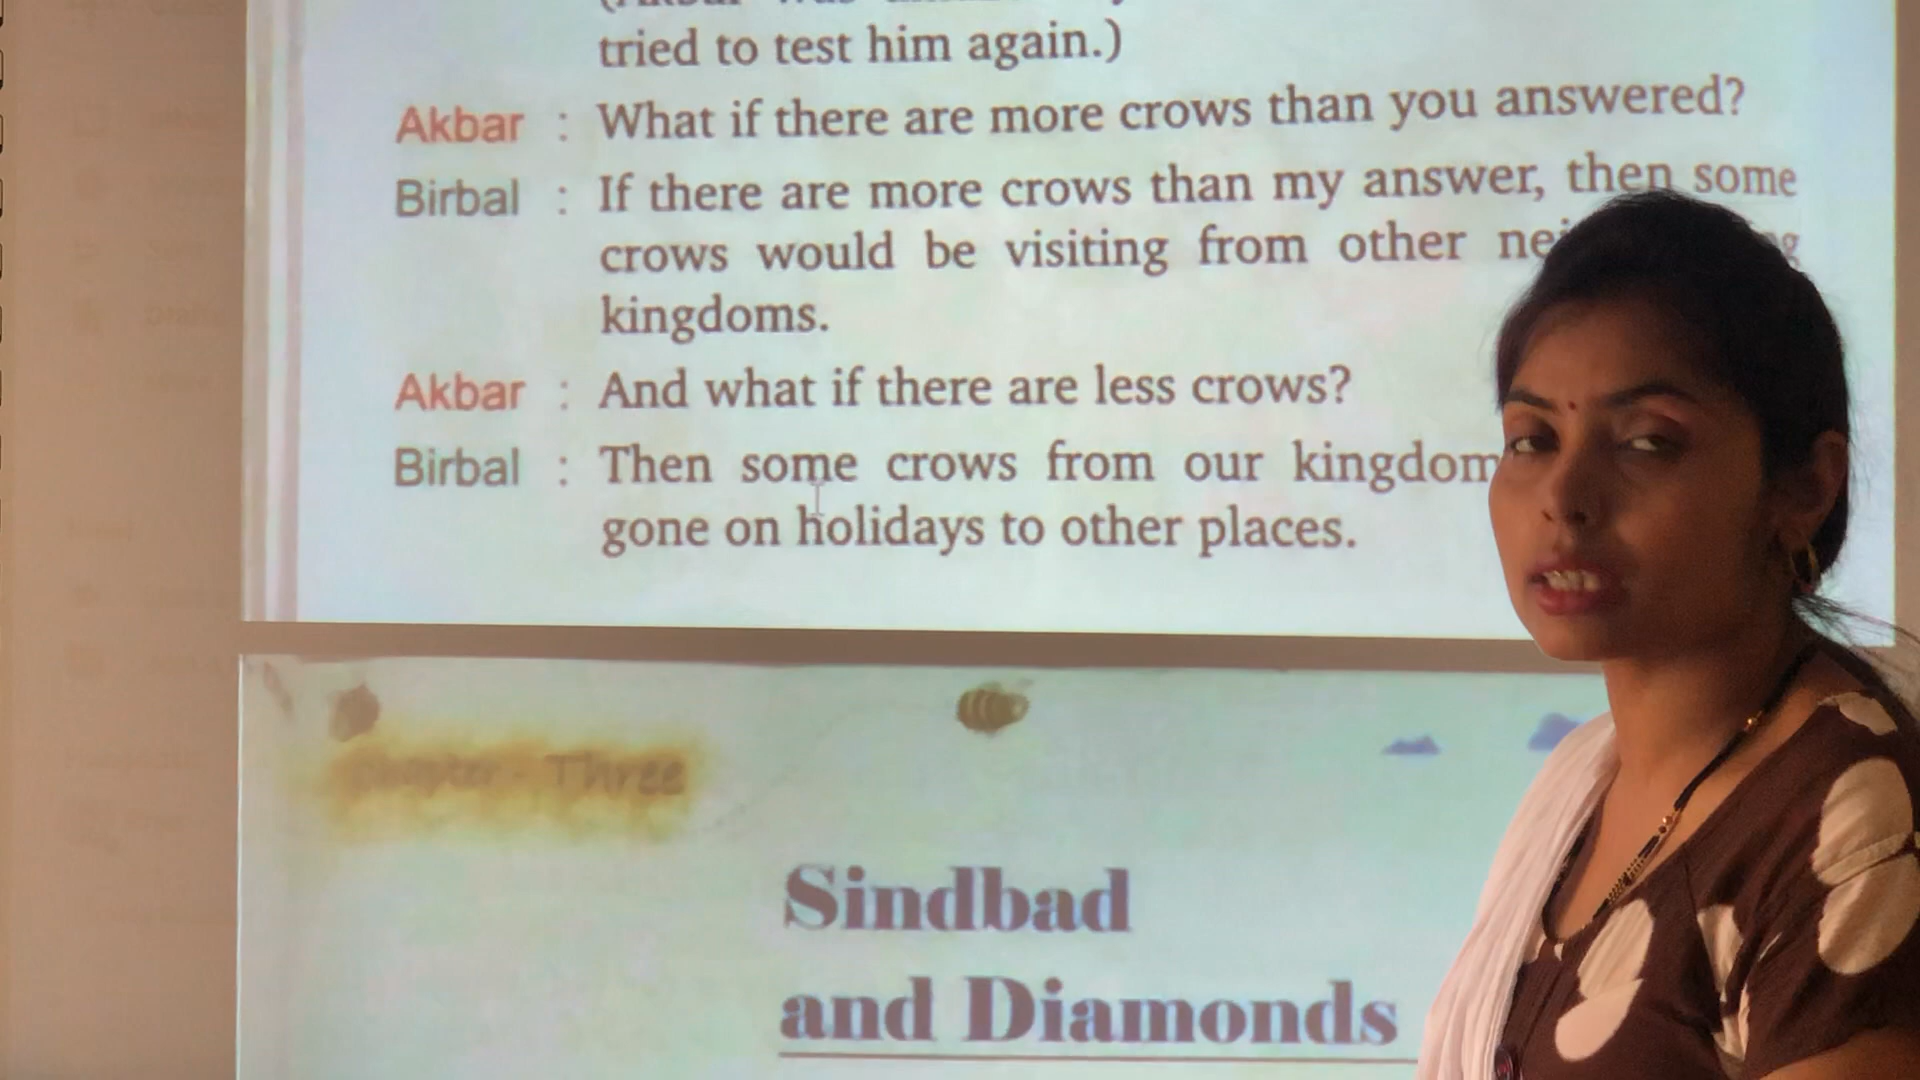 tried to test him again.)
Akbar : What if there are more crows than you answered?
Birbal : If there are more crows than my answer, then some
crows would be visiting from other
kingdoms.
Akbar : And what if there are less crows?
Birbal : Then some crows from our kingdom
gone on holidays to other places.
Chapter - Three
Sindbad
and Diamonds